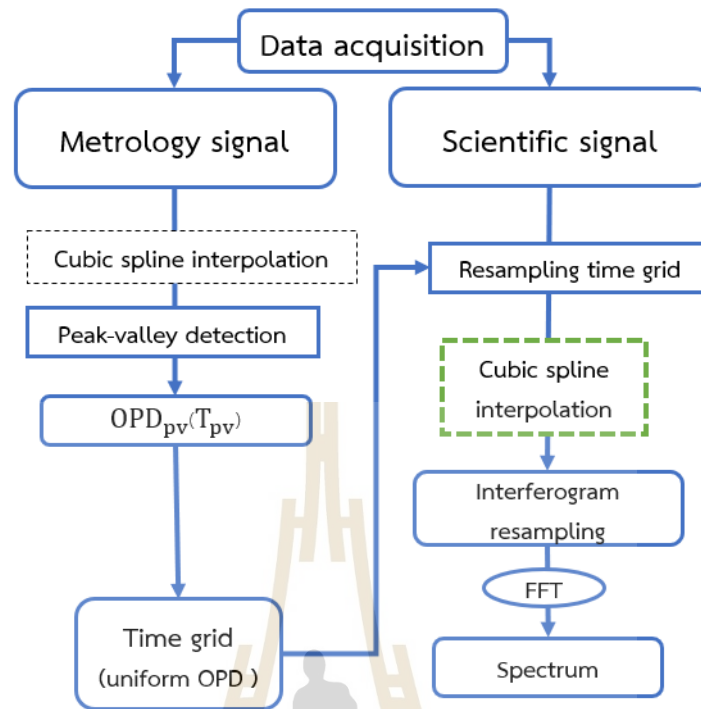 Data acquisition
Metrology signal
Scientific signal
Cubic spline interpolation
Resampling time grid
Peak-valley detection
Cubic spline
interpolation
OPDpv(Tpv)
Interferogram
resampling
FFT
Time grid
(uniform OPD )
Spectrum